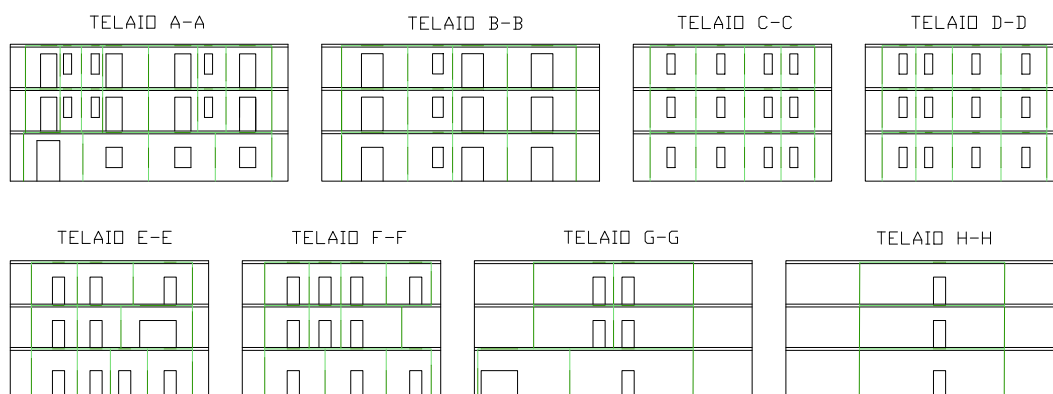 TELAIO A-A
TELAIO B-B
TELAIO C-C
TELAIO D-D
TELAIO E-E
TELAIO F-F
TELAIO G-G
TELAIO H-H